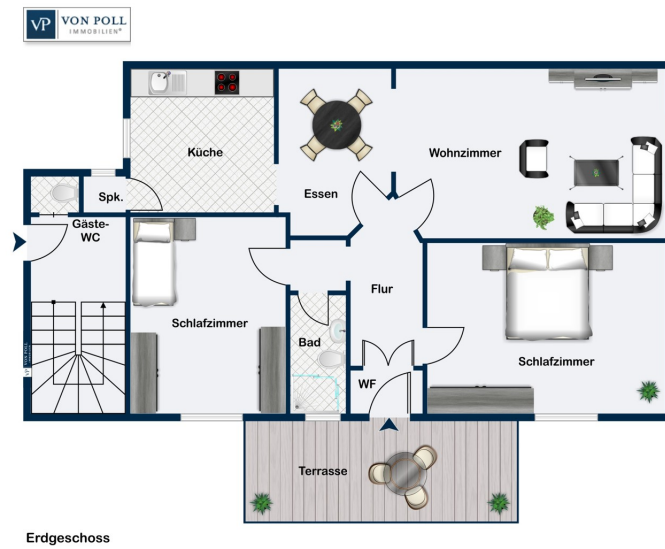 VP VON POLL
IMMOBILIEN®
Küche
Wohnzimmer
Essen
Spk.
Gäste-
WC
Flur
Schlafzimmer
Bad
Schlafzimmer
WF
Terrasse
Erdgeschoss